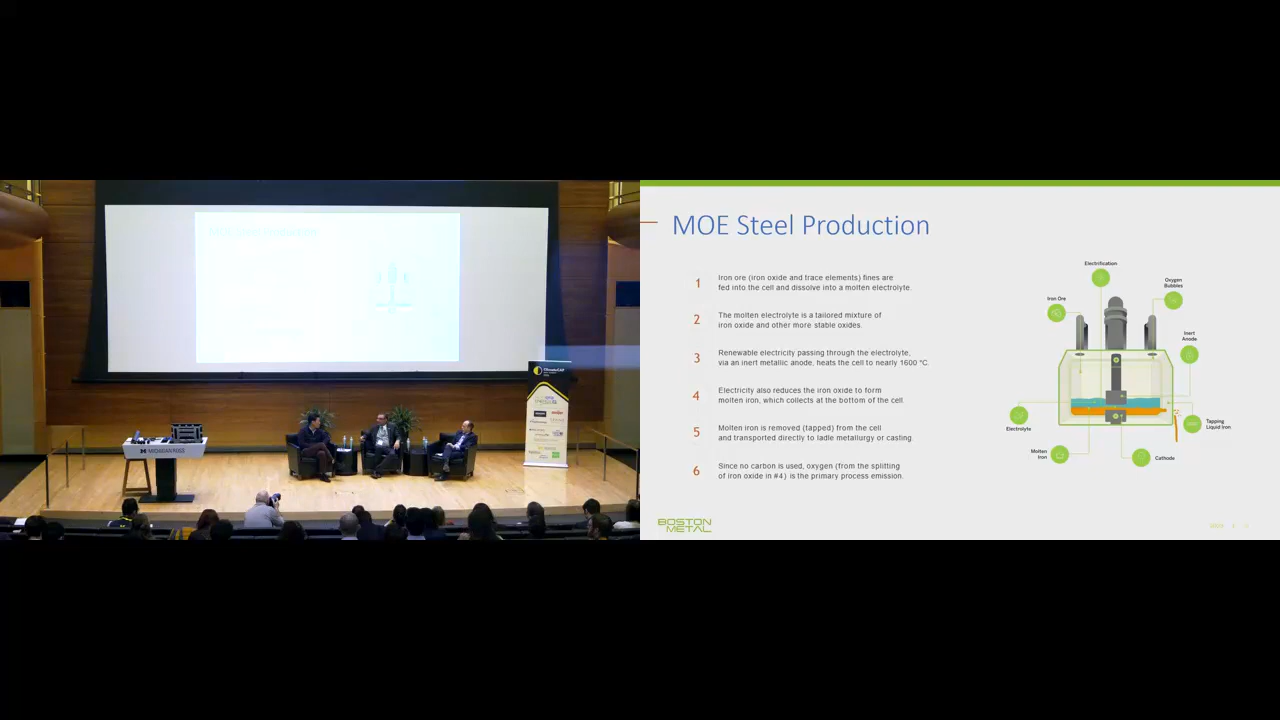 MICHIGAN ROSS
ClimateCAP
MOE Steel Production
1 Iron ore (iron oxide and trace elements) fines are
fed into the cell and dissolve into a molten electrolyte.
2 The molten electrolyte is a tailored mixture of
iron oxide and other more stable oxides.
3 Renewable electricity passing through the electrolyte,
via an inert metallic anode, heats the cell to nearly 1600 °C.
4 Electricity also reduces the iron oxide to form
molten iron, which collects at the bottom of the cell.
5 Molten iron is removed (tapped) from the cell
and transported directly to ladle metallurgy or casting.
6 Since no carbon is used, oxygen (from the splitting
of iron oxide in #4) is the primary process emission.
Electrification
Oxygen
Bubbles
Iron Ore
Inert
Anode
Electrolyte
Tapping
Liquid Iron
Molten
Iron
Cathode
BOSTON
METAL